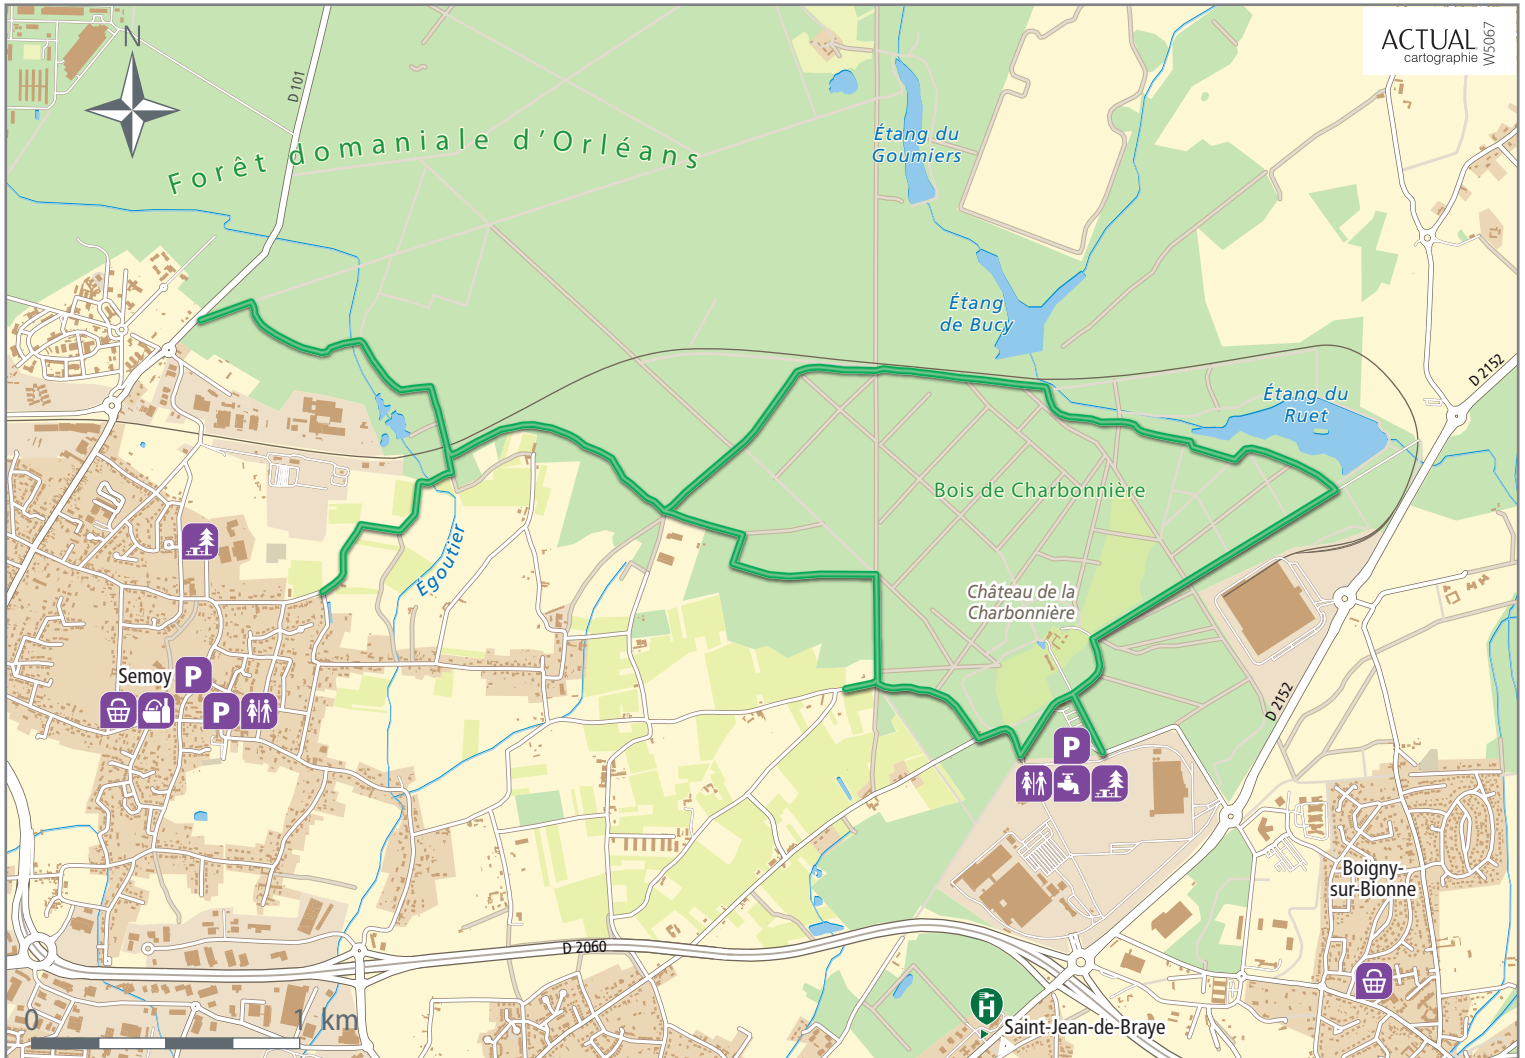 ACTUAL
cartographie
W5067
N
D 101
Forêt domaniale d'Orléans
Étang du
Goumiers
Étang
de Bucy
D 2152
Étang du
Ruet
Bois de Charbonnière
Égoutier
Château de la
Charbonnière
Semoy
P
P
D 2152
P
Boigny-
sur-Bionne
D 2060
H
Saint-Jean-de-Braye
0 1 km